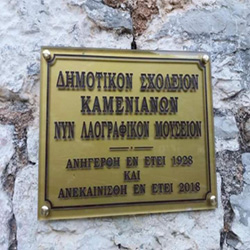 ΔΗΜΟΤΙΚΟΝ ΣΧΟΛΕΙΟΝ
ΚΑΜΕΝΙΑΝΩΝ
ΝΥΝ ΛΑΟΓΡΑΦΙΚΟΝ ΜΟΥΣΕΙΟΝ
ΑΝΗΓΕΡΘΗ ΕΝ ΕΤΕΙ 1928
ΚΑΙ
ΑΝΕΚΑΙΝΙΣΘΗ ΕΝ ΕΤΕΙ 2016